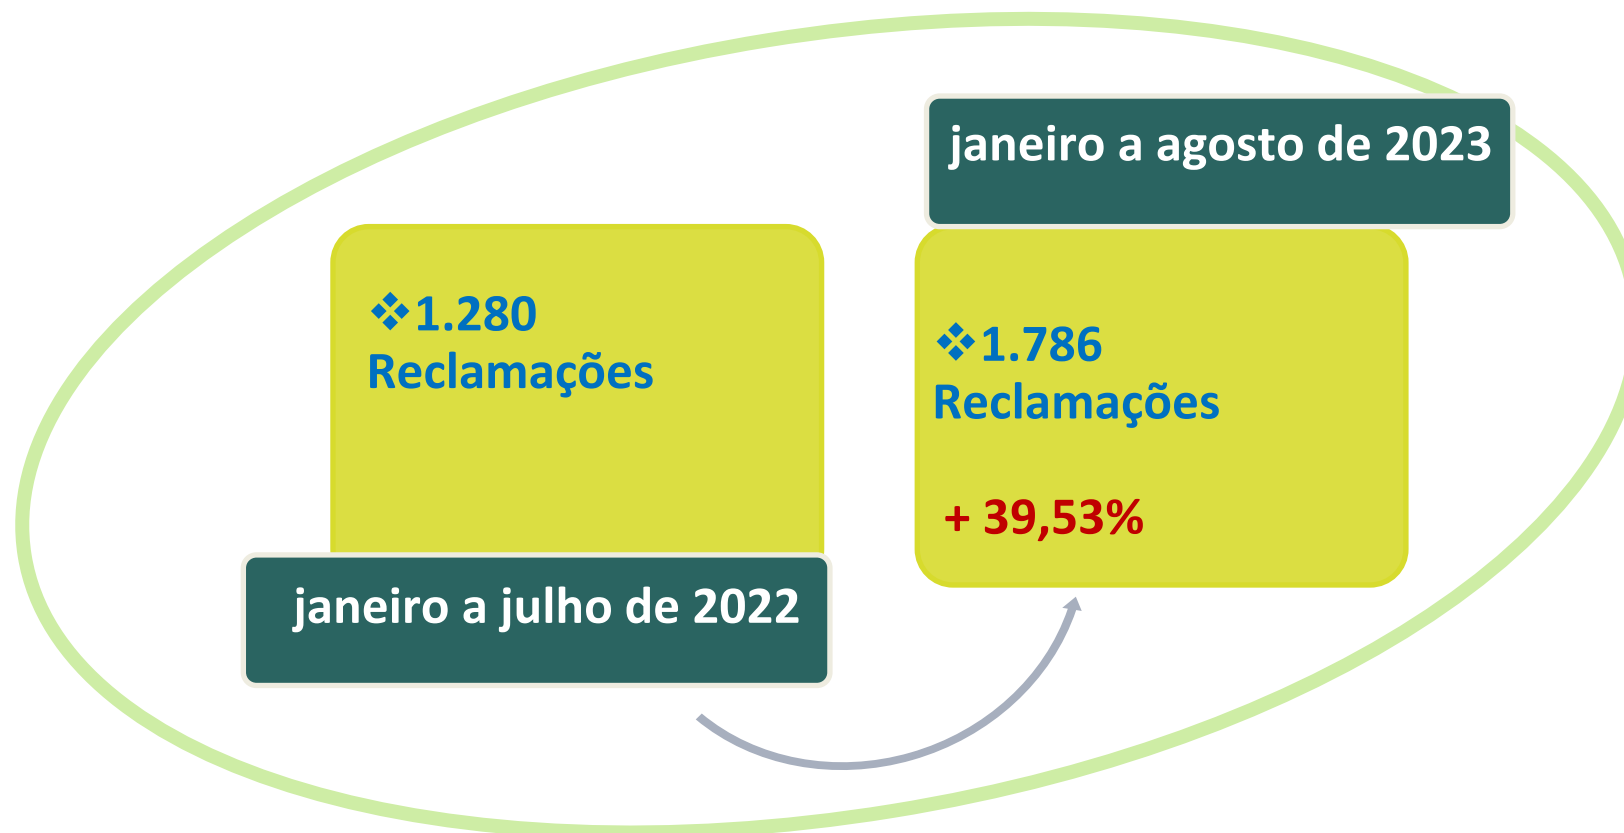 ❖1.280
Reclamações
janeiro a julho de 2022
janeiro a agosto de 2023
❖1.786
Reclamações
+ 39,53%